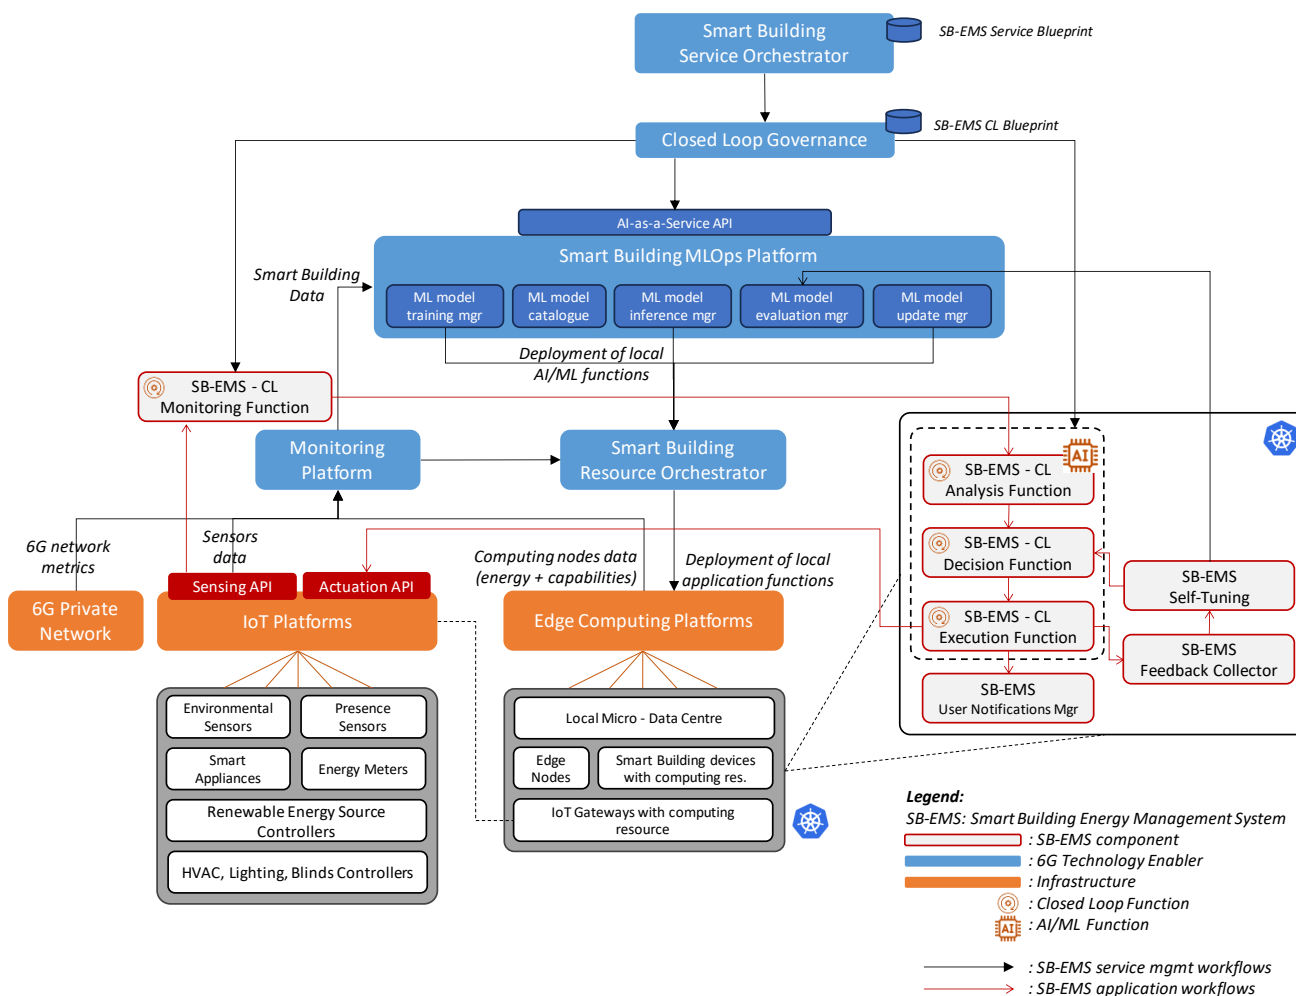 Smart Building
Service Orchestrator
SB-EMS Service Blueprint
Closed Loop Governance
SB-EMS CL Blueprint
AI-as-a-Service API
Smart Building MLOps Platform
Smart Building
Data
ML model
training mgr
ML model
catalogue
ML model
inference mgr
ML model
evaluation mgr
ML model
update mgr
Deployment of local
AI/ML functions
SB-EMS - CL
Monitoring Function
Monitoring
Platform
Smart Building
Resource Orchestrator
AI
SB-EMS - CL
Analysis Function
SB-EMS - CL
Decision Function
SB-EMS - CL
Execution Function
SB-EMS
User Notifications Mgr
SB-EMS
Self-Tuning
SB-EMS
Feedback Collector
6G network
metrics
Sensors
data
Computing nodes data
(energy + capabilities)
Deployment of local
application functions
Sensing API
Actuation API
6G Private
Network
IoT Platforms
Edge Computing Platforms
Environmental
Sensors
Presence
Sensors
Smart
Appliances
Energy Meters
Renewable Energy Source
Controllers
HVAC, Lighting, Blinds Controllers
Local Micro - Data Centre
Edge
Nodes
Smart Building devices
with computing res.
IoT Gateways with computing
resource
Legend:
SB-EMS: Smart Building Energy Management System
: SB-EMS component
: 6G Technology Enabler
: Infrastructure
: Closed Loop Function
AI
: AI/ML Function
: SB-EMS service mgmt workflows
: SB-EMS application workflows